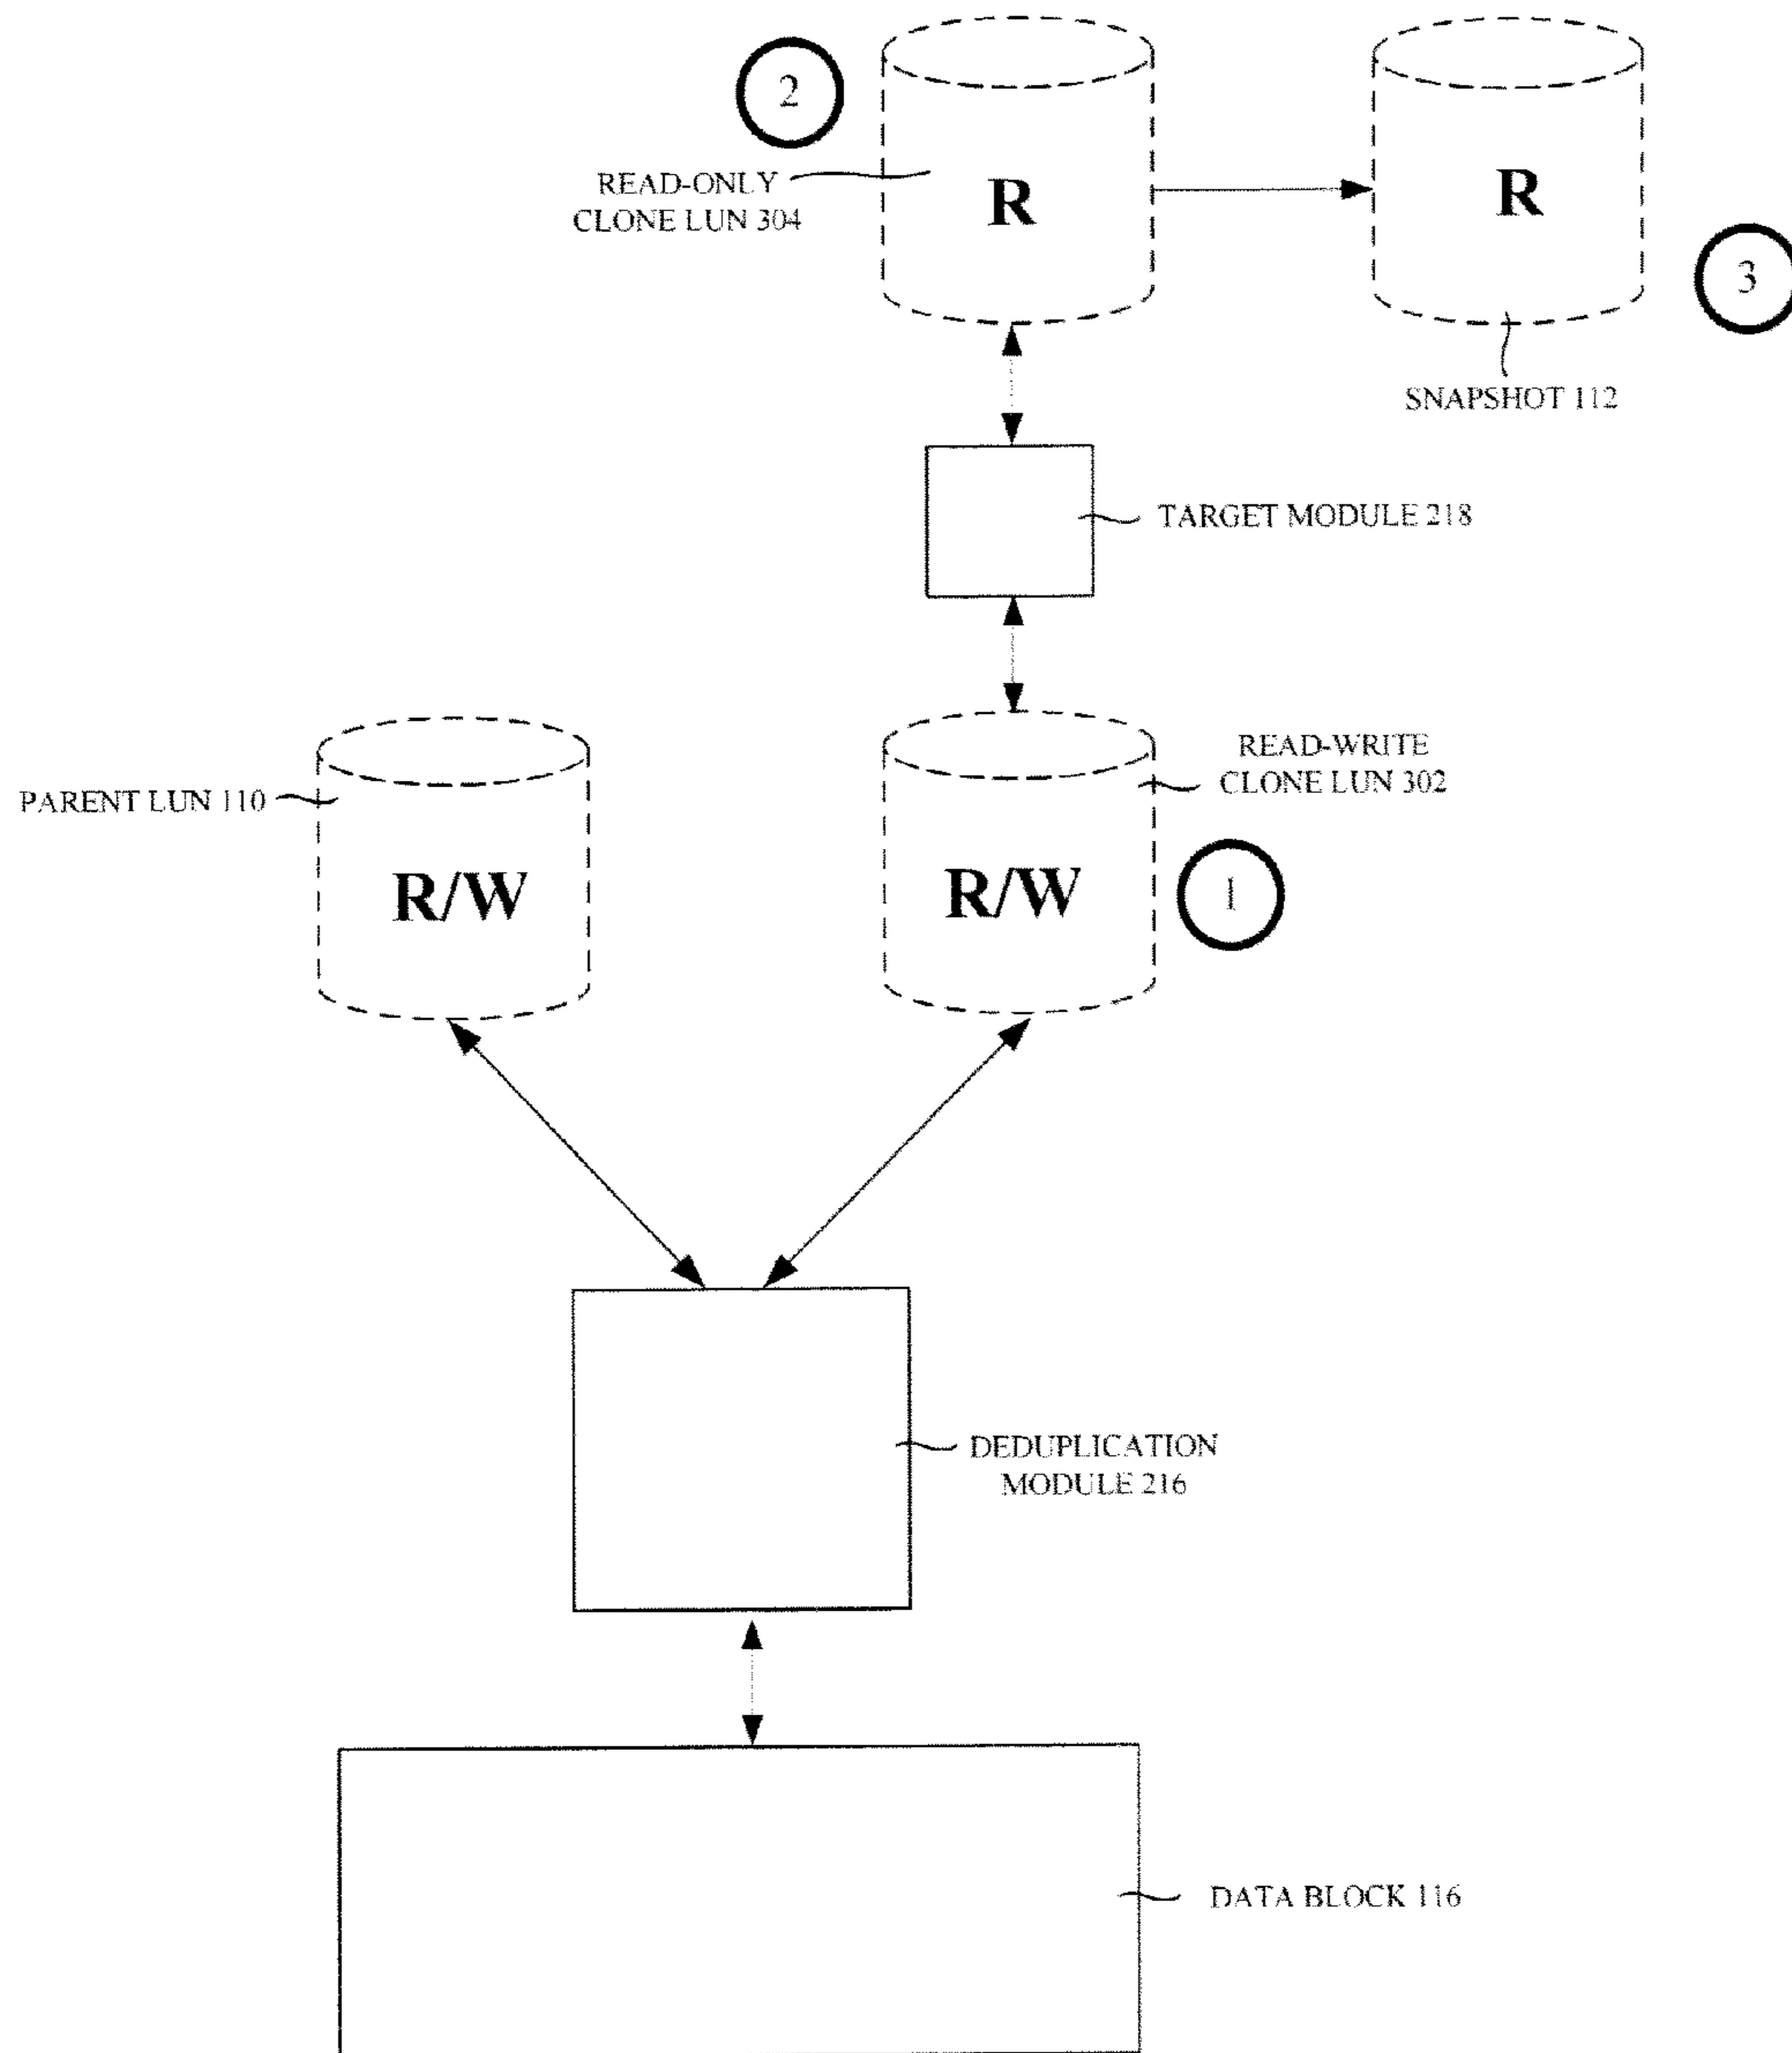 2
READ-ONLY
CLONE LUN 304
R
R
3
SNAPSHOT 112
TARGET MODULE 218
PARENT LUN 110
R/W
READ-WRITE
CLONE LUN 302
R/W
1
DEDUPLICATION
MODULE 216
DATA BLOCK 116